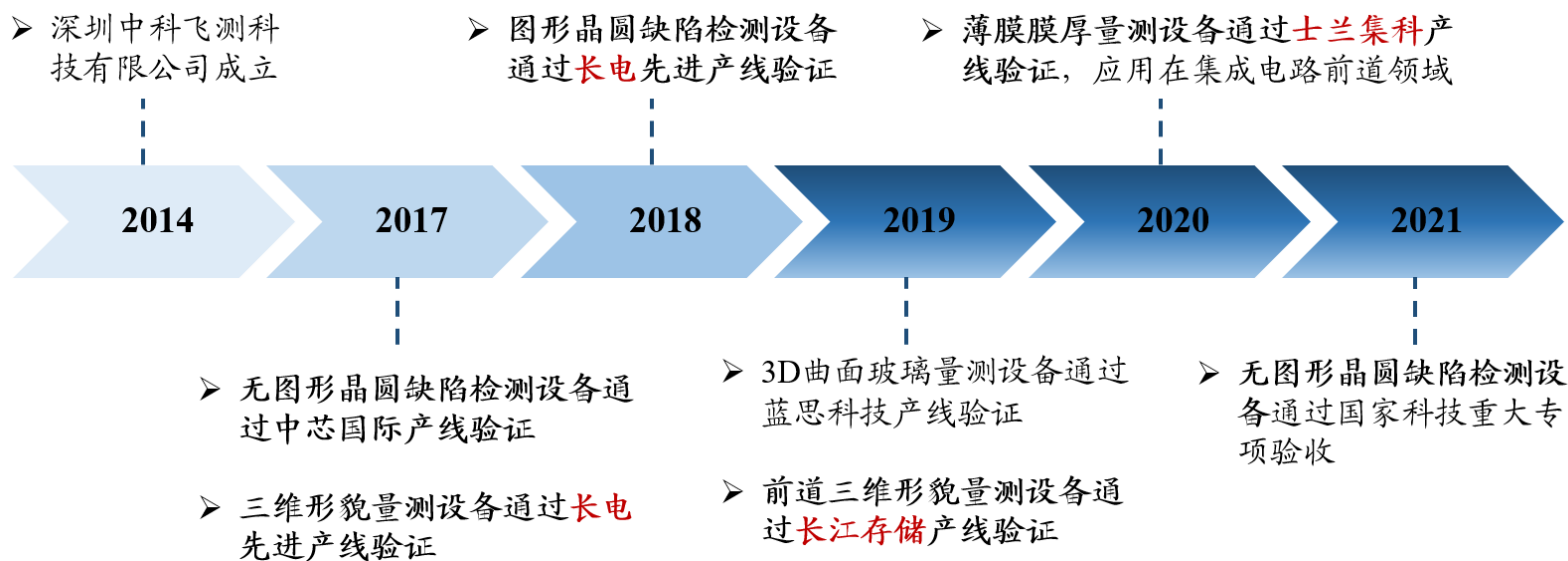 ➢ 深圳中科飞测科
技有限公司成立
➢ 图形晶圆缺陷检测设备
通过长电先进产线验证
➢ 薄膜膜厚量测设备通过士兰集科产
线验证，应用在集成电路前道领域
2014
2017
2018
2019
2020
2021
➢ 无图形晶圆缺陷检测设备通
过中芯国际产线验证
➢ 三维形貌量测设备通过长电
先进产线验证
➢ 3D曲面玻璃量测设备通过
蓝思科技产线验证
➢ 前道三维形貌量测设备通
过长江存储产线验证
➢ 无图形晶圆缺陷检测设
备通过国家科技重大专
项验收